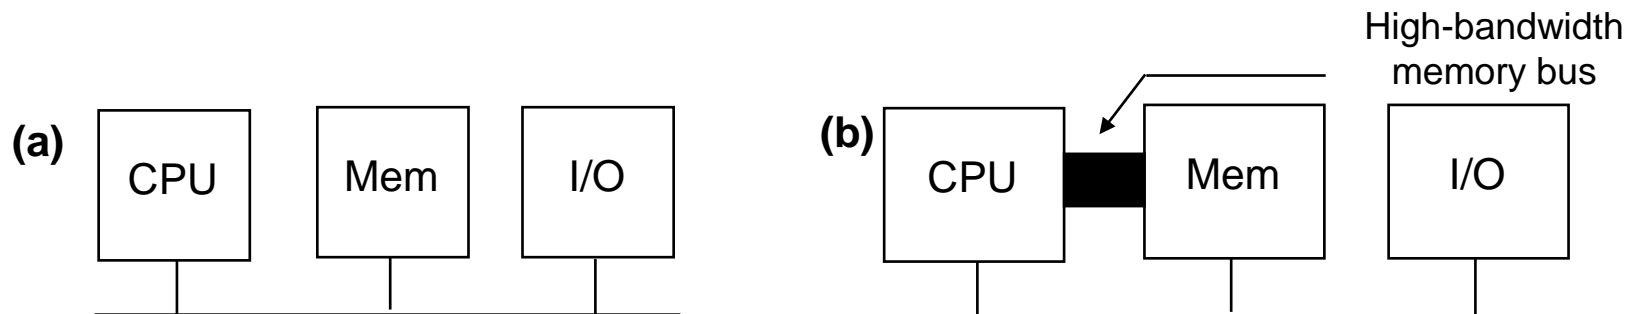 (a)
CPU
Mem
I/O
(b)
CPU
Mem
I/O
High-bandwidth
memory bus